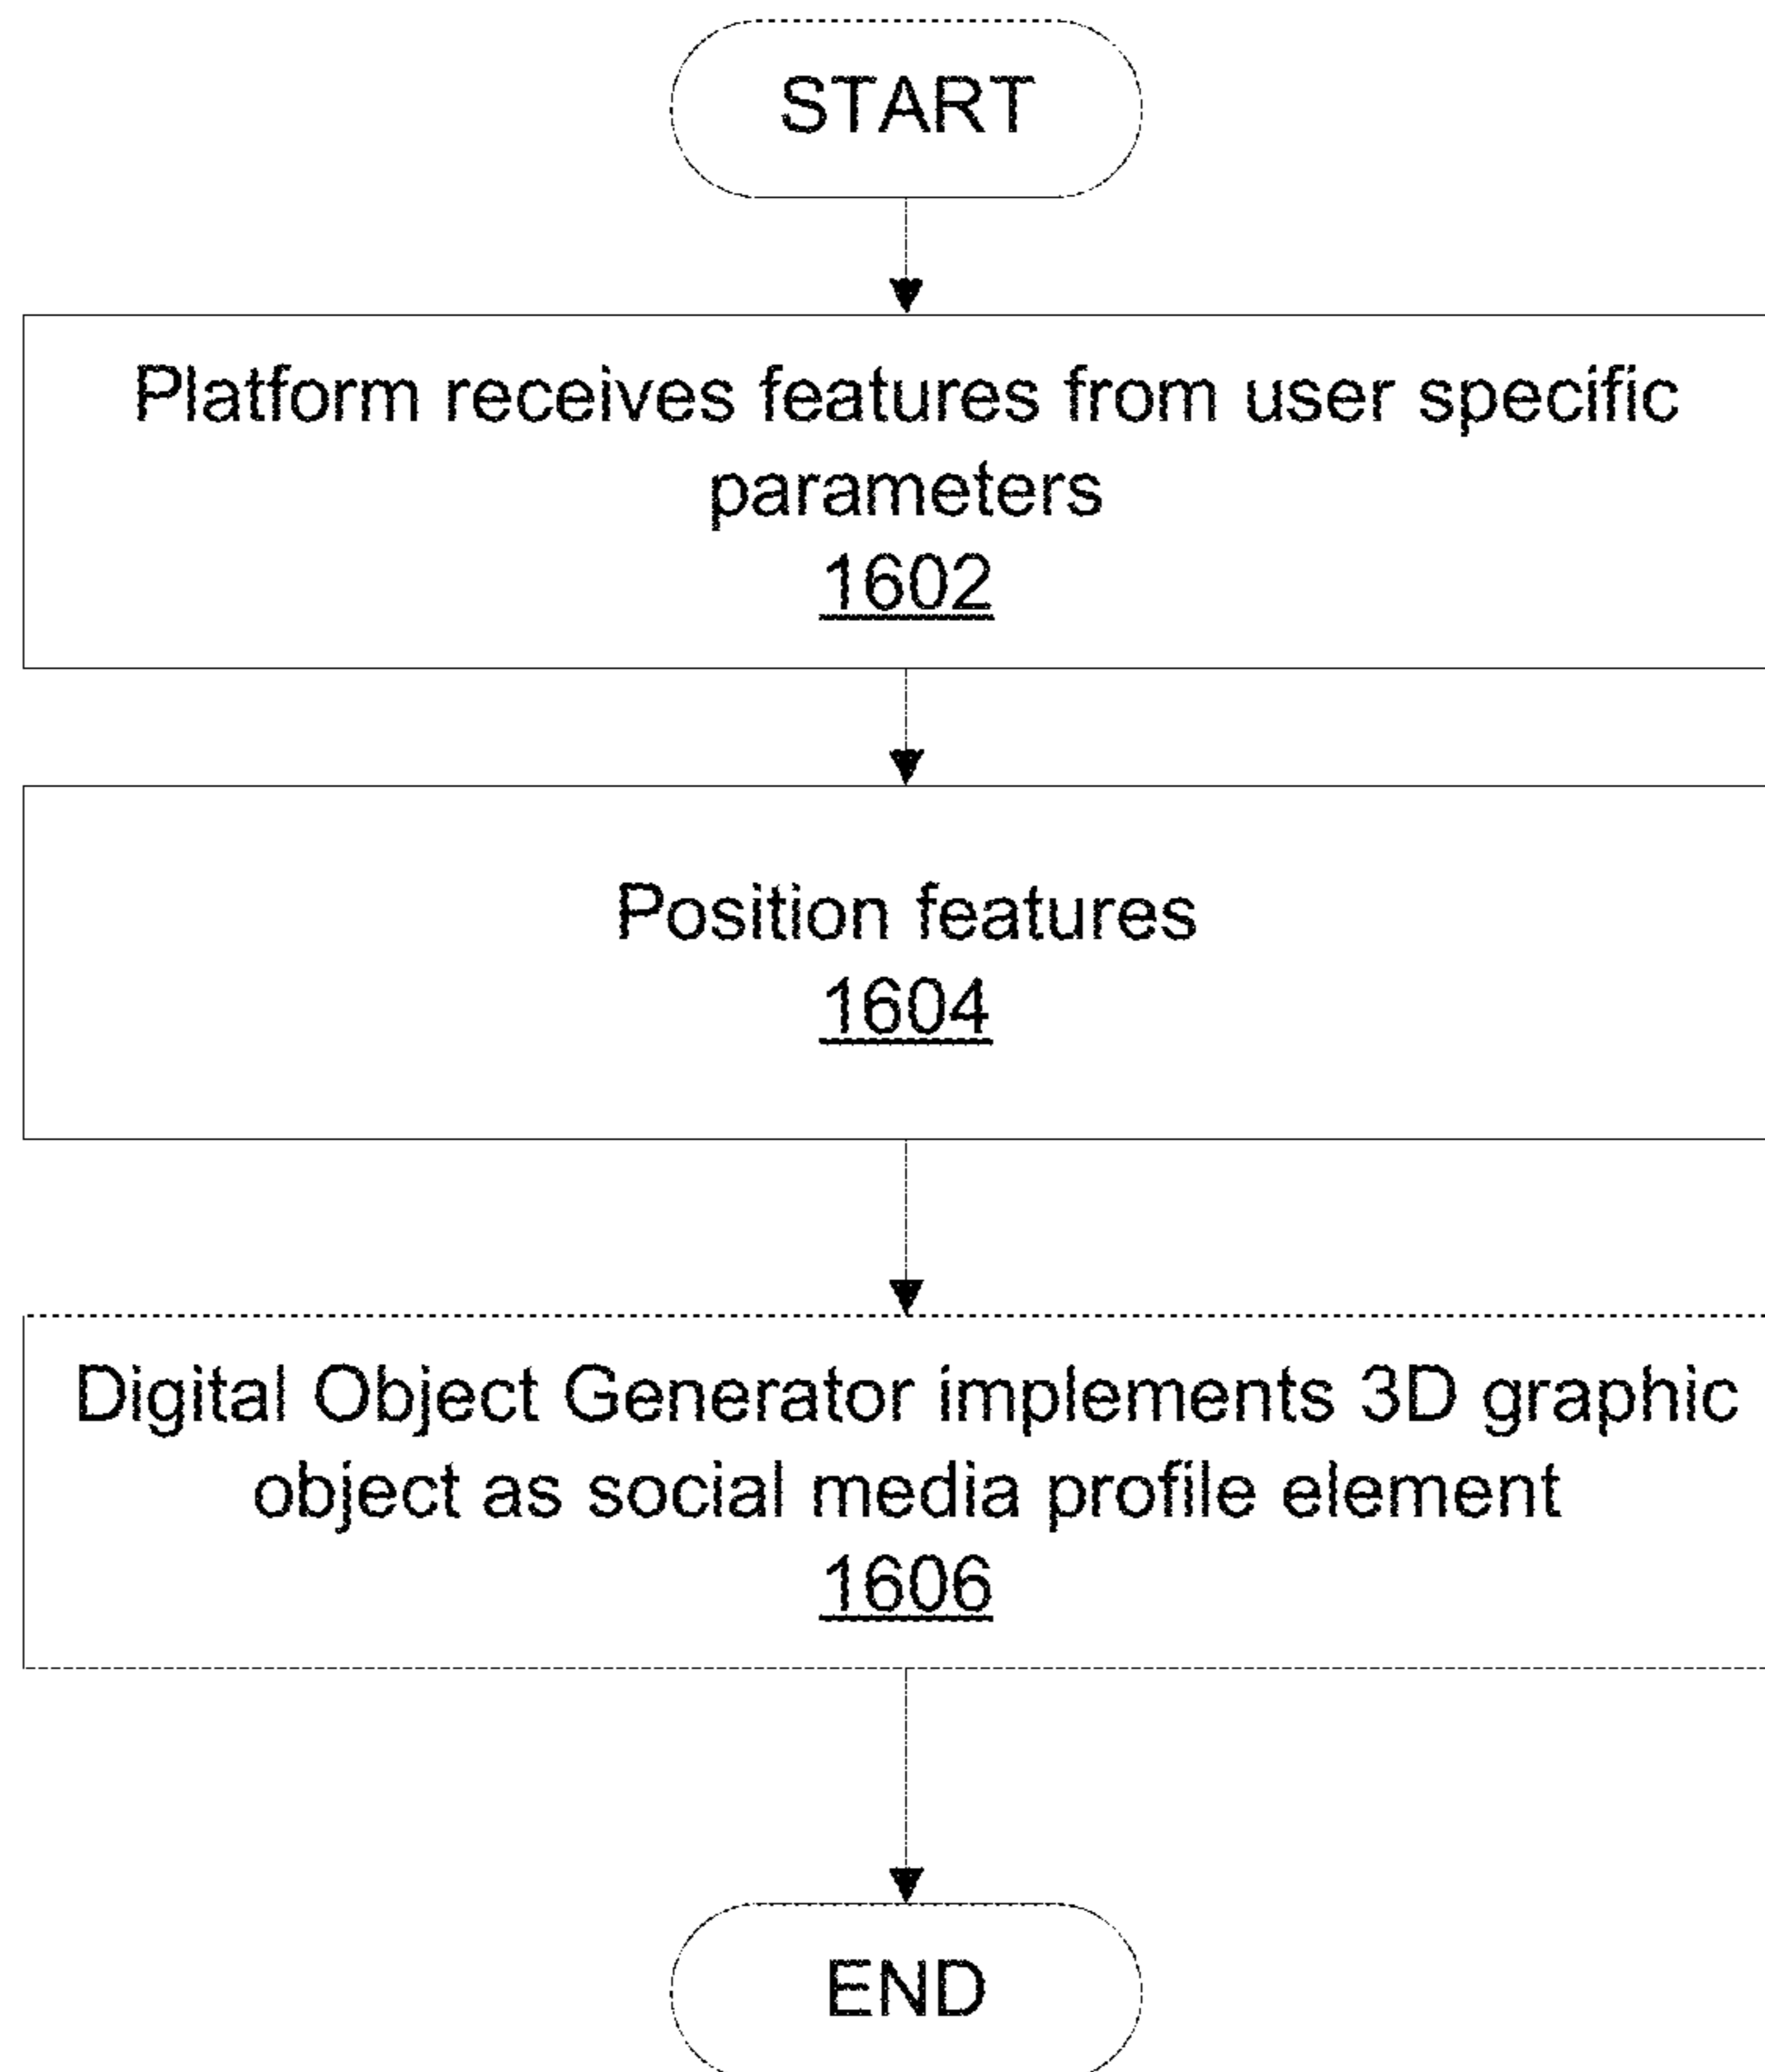 START
Platform receives features from user specific
parameters
1602
Position features
1604
Digital Object Generator implements 3D graphic
object as social media profile element
1606
END